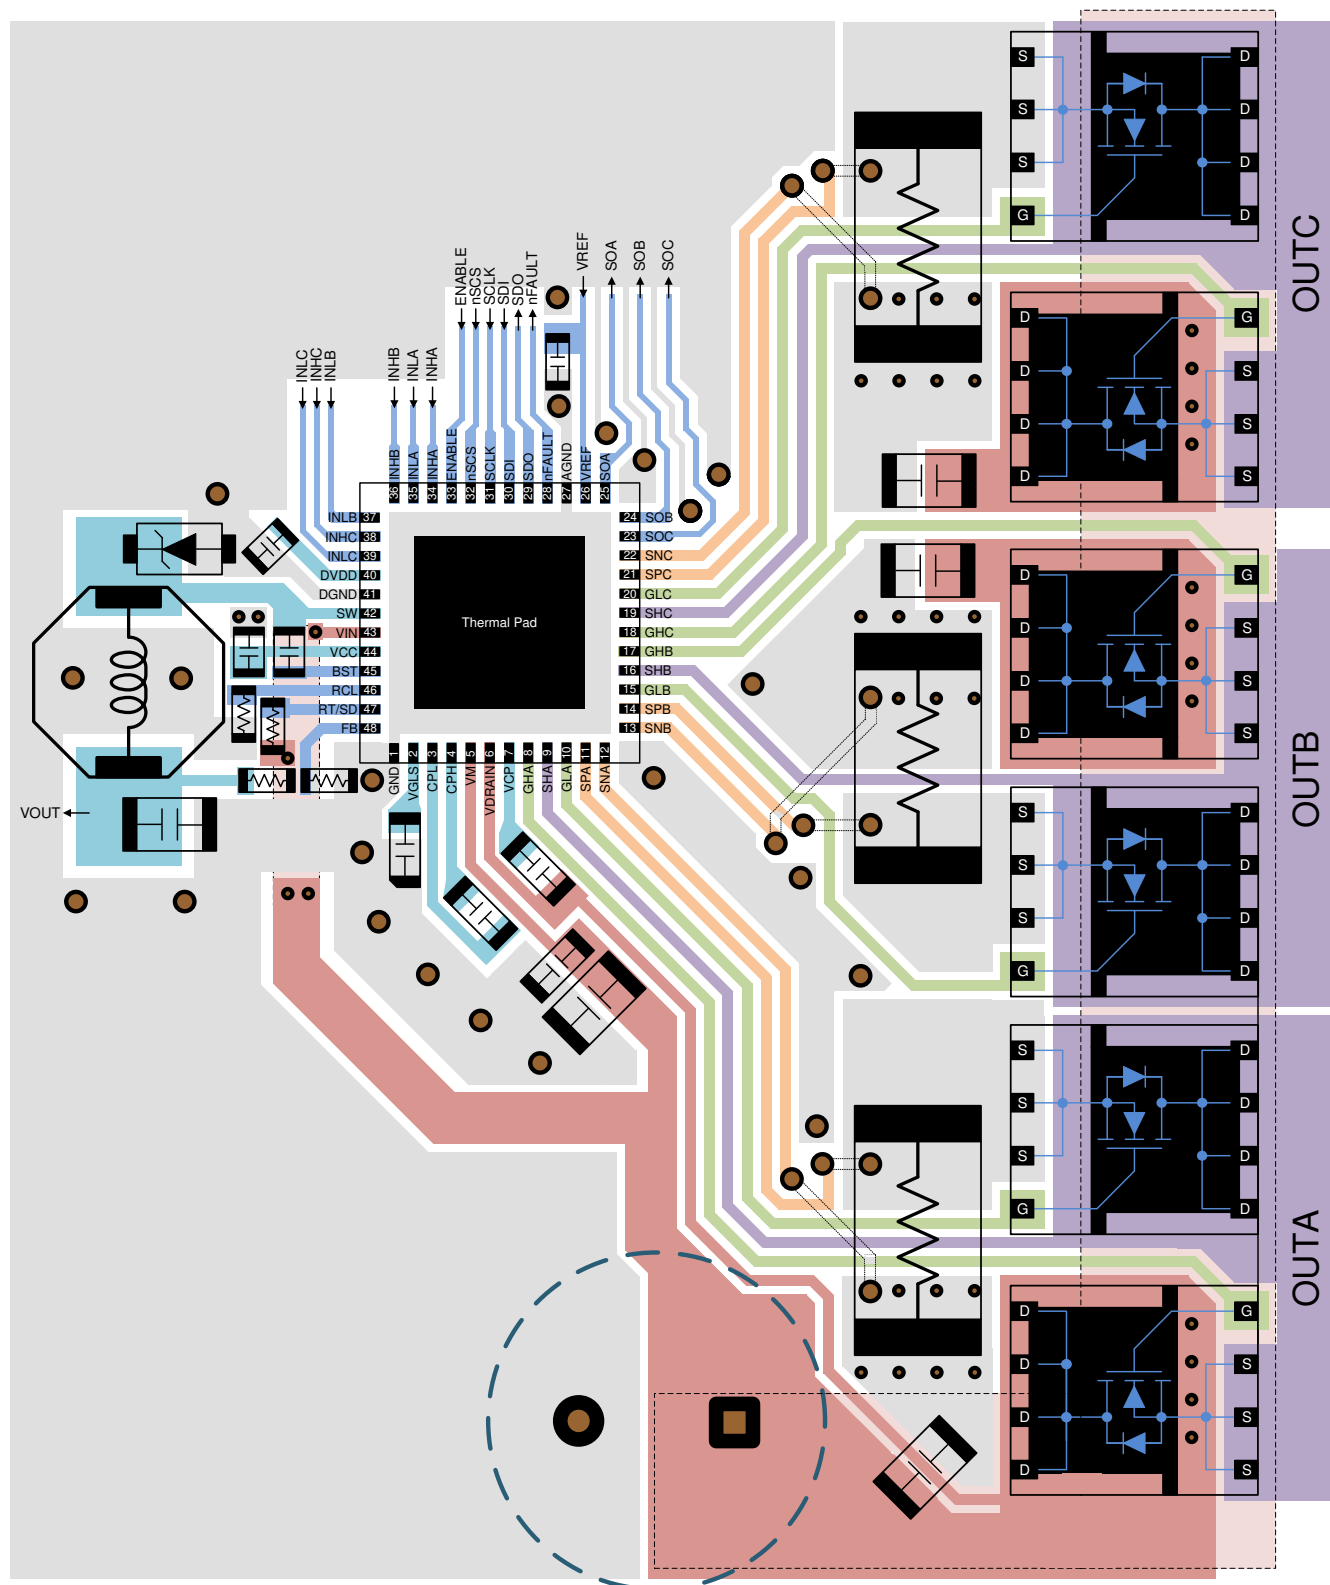 S
D
S
D
S
D
G
D
OUTC
D
G
D
S
D
S
D
S
ENABLE
nSCS
SCLK
SDI
SDO
nFAULT
VREF
SOA
SOB
SOC
INLC
INHC
INLB
INHB
INLA
INHA
INHB
INLA
INHA
ENABLE
nSCS
SCLK
SDI
SDO
nFAULT
AGND
VREF
SOA
36
35
34
33
32
31
30
29
28
27
26
25
INLB 37
INHC 38
INLC 39
DVDD 40
DGND 41
SW 42
VIN 43
VCC 44
BST 45
RCL 46
RT/SD 47
FB 48
Thermal Pad
24 SOB
23 SOC
22 SNC
21 SPC
20 GLC
19 SHC
18 GHC
17 GHB
16 SHB
15 GLB
14 SPB
13 SNB
1
2
3
4
5
6
7
8
9
10
11
12
GND
VGLS
CPL
CPH
VM
VDRAIN
VCP
GHA
SHA
GLA
SPA
SNA
VOUT
D
G
D
S
D
S
D
S
OUTB
S
D
S
D
S
D
G
D
S
D
S
D
S
D
G
D
OUTA
D
G
D
S
D
S
D
S